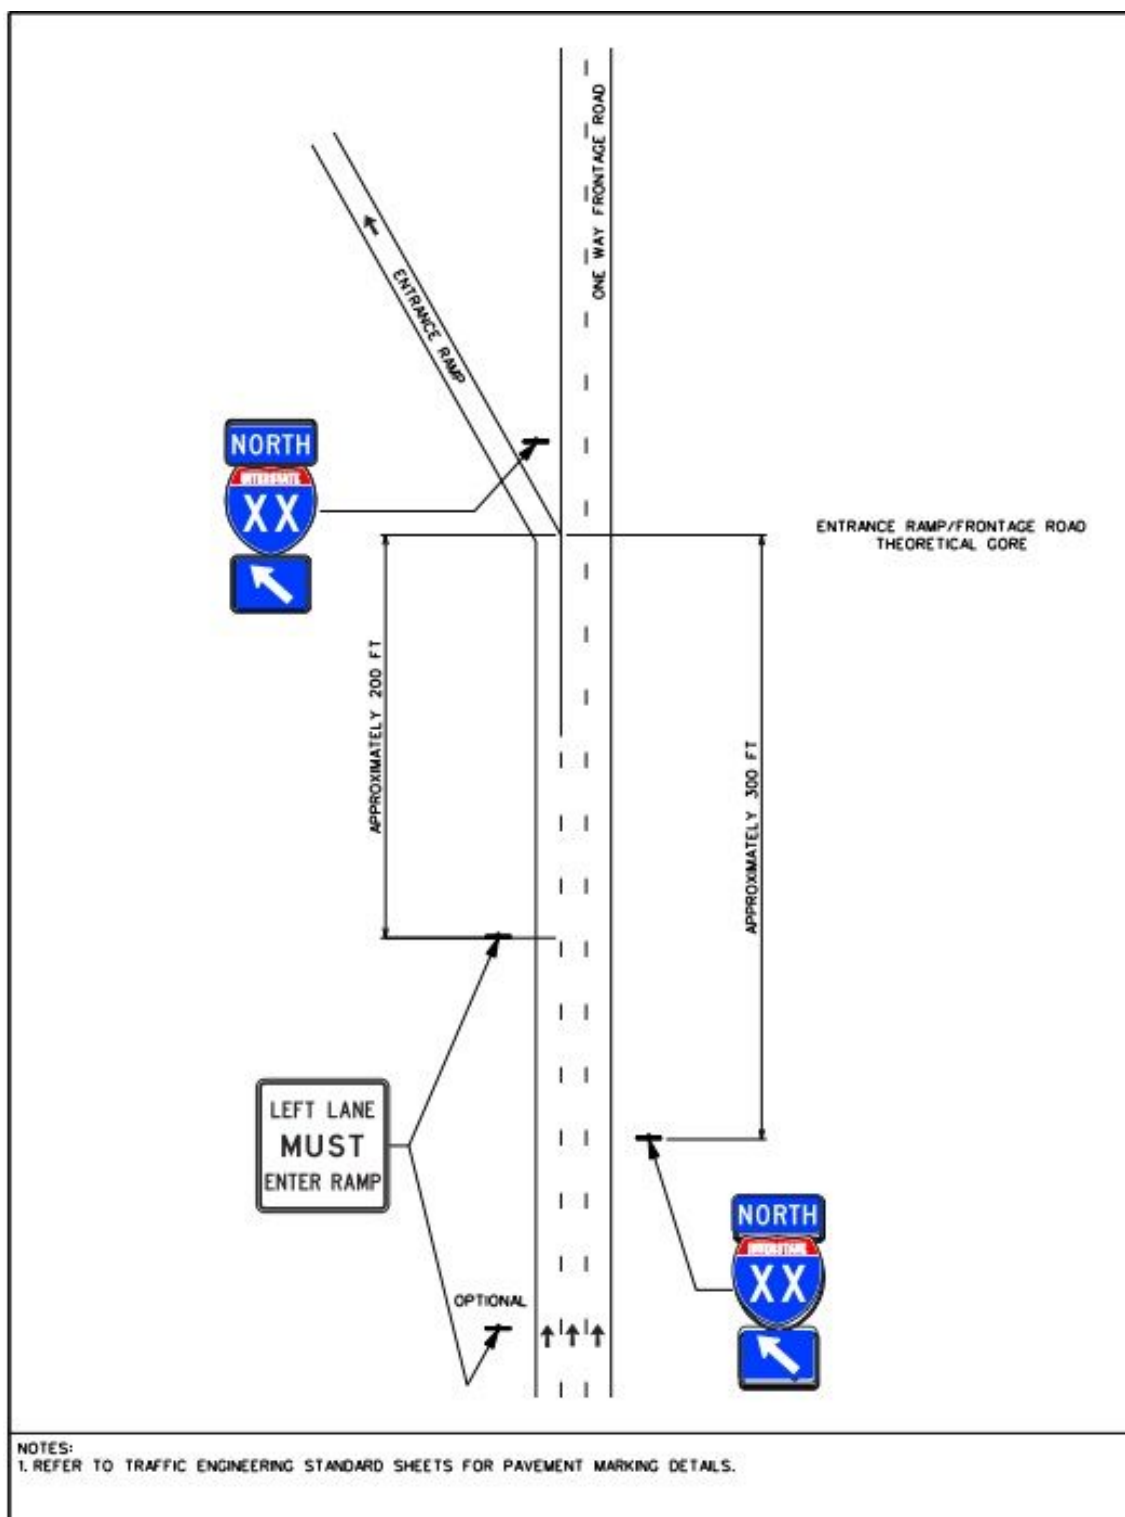 ONE WAY FRONTAGE ROAD
ENTRANCE RAMP
NORTH
INTERSTATE
XX
ENTRANCE RAMP/FRONTAGE ROAD
THEORETICAL GORE
APPROXIMATELY 200 FT
APPROXIMATELY 300 FT
LEFT LANE
MUST
ENTER RAMP
NORTH
INTERSTATE
XX
OPTIONAL
NOTES:
1. REFER TO TRAFFIC ENGINEERING STANDARD SHEETS FOR PAVEMENT MARKING DETAILS.